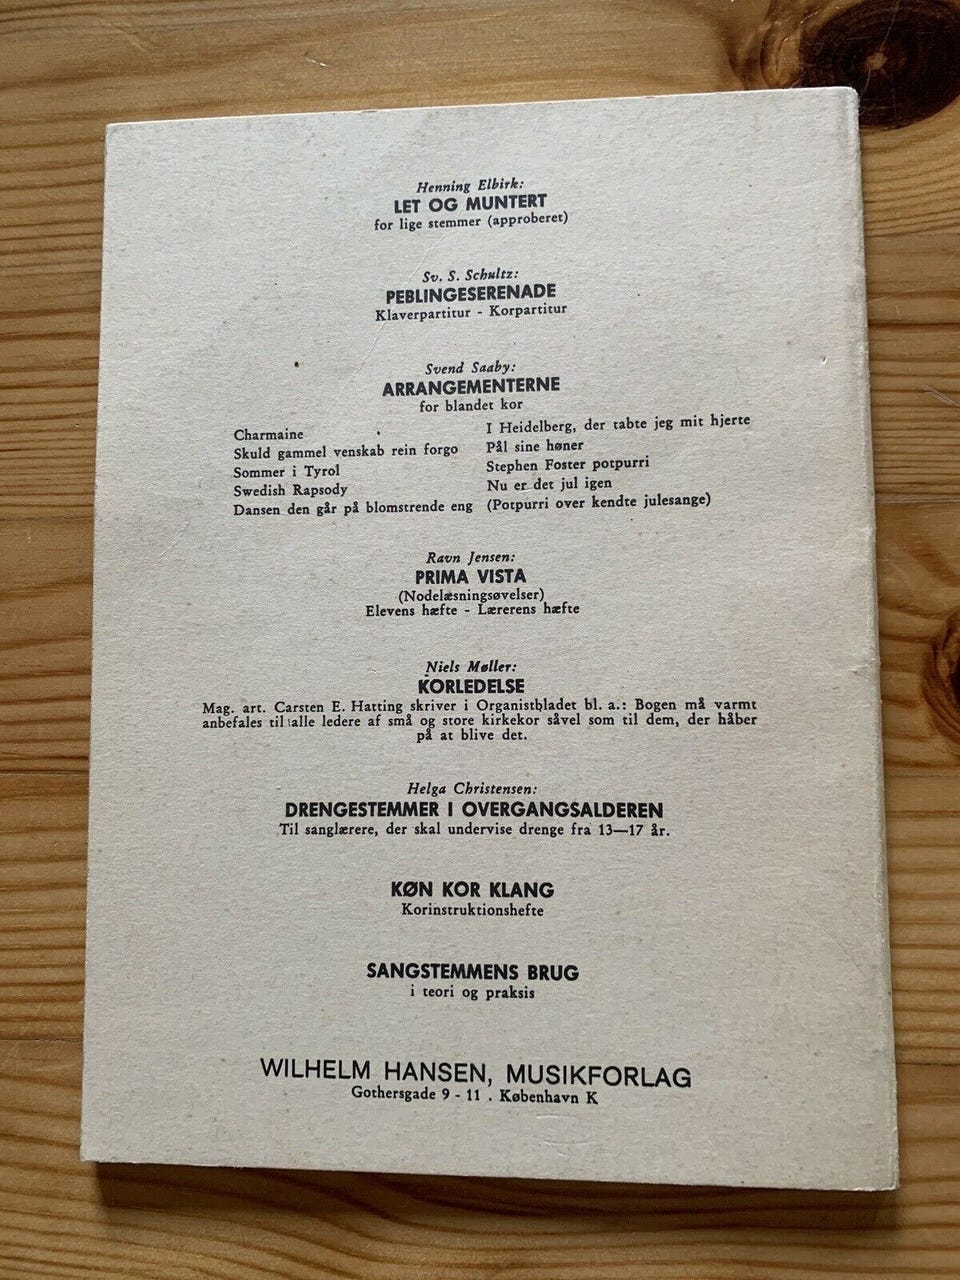 Henning Elbirk:
LET OG MUNTERT
for lige stemmer (approberet)
Sv. S. Schultz:
PEBLINGESERENADE
Klaverpartitur - Korpartitur
Svend Saaby:
ARRANGEMENTERNE
for blandet kor
Charmaine
Skuld gammel venskab rein forgo
Sommer i Tyrol
Swedish Rapsody
Dansen den går på blomstrende eng
I Heidelberg, der tabte jeg mit hjerte
Pål sine høner
Stephen Foster potpurri
Nu er det jul igen
(Potpurri over kendte julesange)
Ravn Jensen:
PRIMA VISTA
(Nodelæsningsøvelser)
Elevens hæfte - Lærerens hæfte
Niels Møller:
KORLEDELSE
Mag. art. Carsten E. Hatting skriver i Organistbladet bl. a.: Bogen må varmt
anbefales til alle ledere af små og store kirkekor såvel som til dem, der håber
på at blive det.
Helga Christensen:
DRENGESTEMMER I OVERGANGSALDEREN
Til sanglærere, der skal undervise drenge fra 13—17 år.
KØN KOR KLANG
Korinstruktionshefte
SANGSTEMMENS BRUG
i teori og praksis
WILHELM HANSEN, MUSIKFORLAG
Gothersgade 9 - 11 . København K